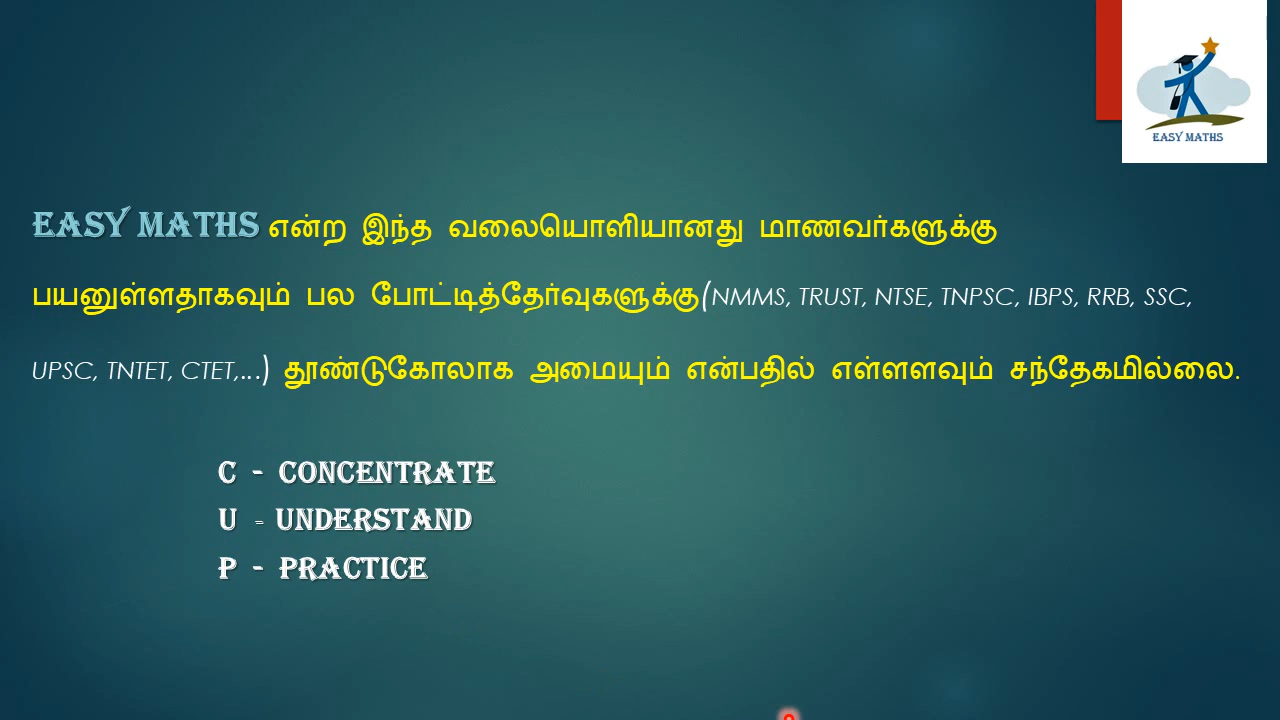 EASY MATHS
EASY MATHS என்ற இந்த வலையொளியானது மாணவர்களுக்கு
பயனுள்ளதாகவும் பல போட்டித்தேர்வுகளுக்கு(NMMS, TRUST, NTSE, TNPSC, IBPS, RRB, SSC,
UPSC, TNTET, CTET,...) தூண்டுகோலாக அமையும் என்பதில் எள்ளளவும் சந்தேகமில்லை.
C - CONCENTRATE
U - UNDERSTAND
P - PRACTICE